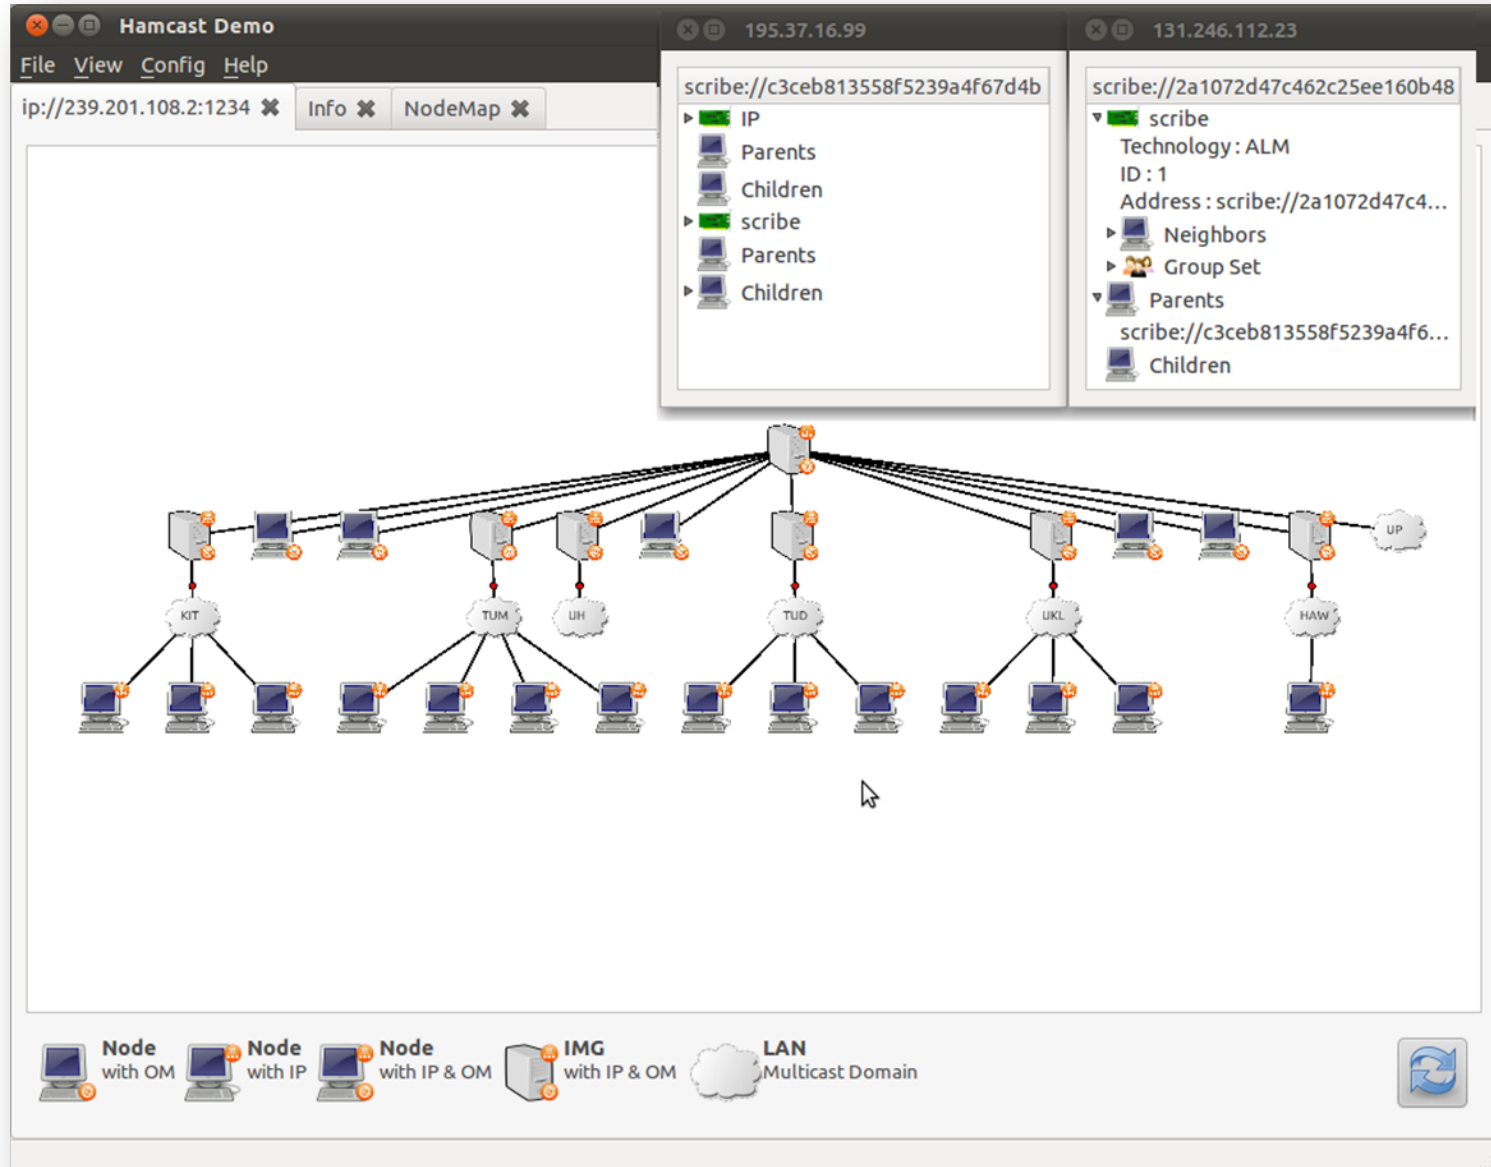 Hamcast Demo
File View Config Help
ip://239.201.108.2:1234 Info NodeMap
195.37.16.99
scribe://c3ceb813558f5239a4f67d4b
IP
Parents
Children
scribe
Parents
Children
131.246.112.23
scribe://2a1072d47c462c25ee160b48
scribe
Technology : ALM
ID : 1
Address : scribe://2a1072d47c4...
Neighbors
Group Set
Parents
scribe://c3ceb813558f5239a4f6...
Children
UP
KIT TUM UH TUD UKL HAW
Node
with OM
Node
with IP
Node
with IP & OM
IMG
with IP & OM
LAN
Multicast Domain